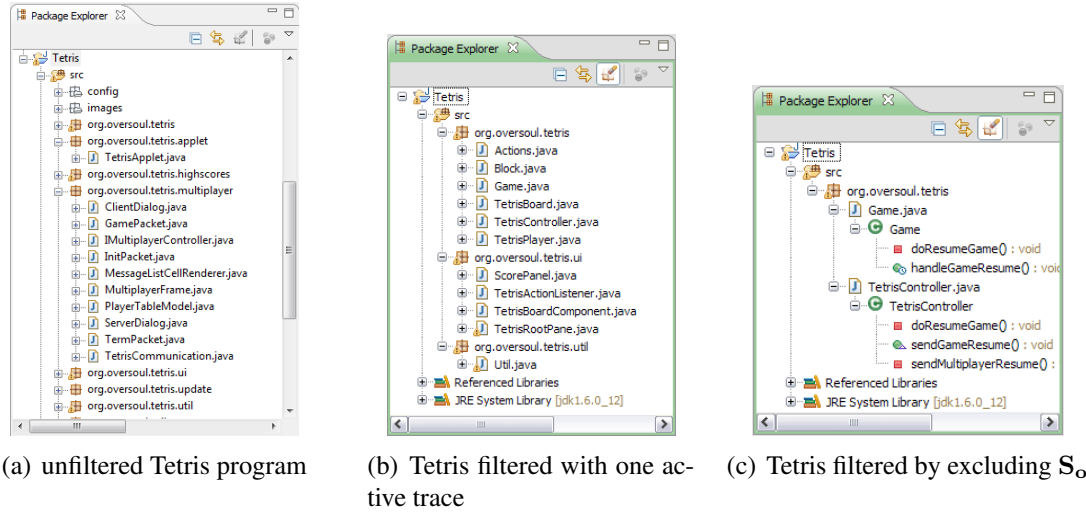 Package Explorer
Tetris
src
config
images
org.oversoul.tetris
org.oversoul.tetris.applet
TetrisApplet.java
org.oversoul.tetris.highscores
org.oversoul.tetris.multiplayer
ClientDialog.java
GamePacket.java
IMultiplayerController.java
InitPacket.java
MessageListCellRenderer.java
MultiplayerFrame.java
PlayerTableModel.java
ServerDialog.java
TermPacket.java
TetrisCommunication.java
org.oversoul.tetris.ui
org.oversoul.tetris.update
org.oversoul.tetris.util
(a) unfiltered Tetris program
Package Explorer
Tetris
src
org.oversoul.tetris
Actions.java
Block.java
Game.java
TetrisBoard.java
TetrisController.java
TetrisPlayer.java
org.oversoul.tetris.ui
ScorePanel.java
TetrisActionListener.java
TetrisBoardComponent.java
TetrisRootPane.java
org.oversoul.tetris.util
Util.java
Referenced Libraries
JRE System Library [jdk1.6.0_12]
(b) Tetris filtered with one ac-
tive trace
Package Explorer
Tetris
src
org.oversoul.tetris
Game.java
Game
doResumeGame() : void
handleGameResume() : void
TetrisController.java
TetrisController
doResumeGame() : void
sendGameResume() : void
sendMultiplayerResume() :
Referenced Libraries
JRE System Library [jdk1.6.0_12]
(c) Tetris filtered by excluding So